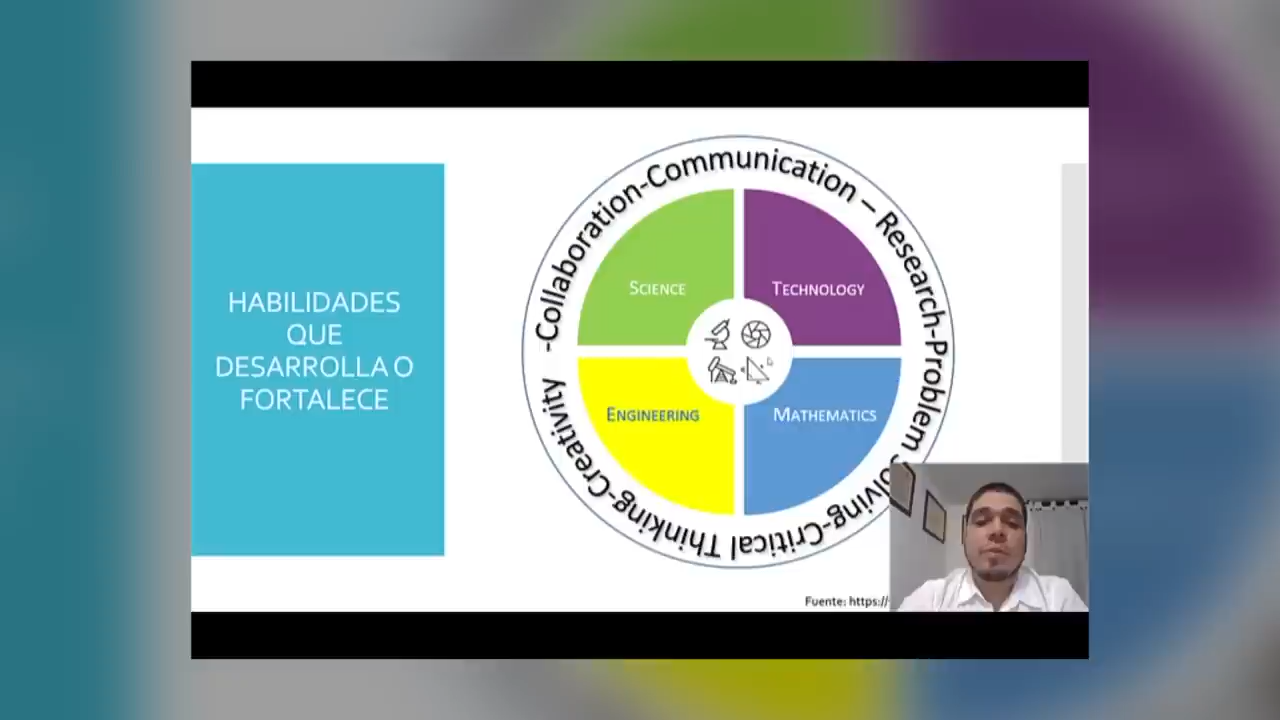 HABILIDADES
QUE
DESARROLLA O
FORTALECE
-Collaboration-Communication – Research-Problem Solving-Critical Thinking-Creativity
SCIENCE
TECHNOLOGY
ENGINEERING
MATHEMATICS
Fuente: https://